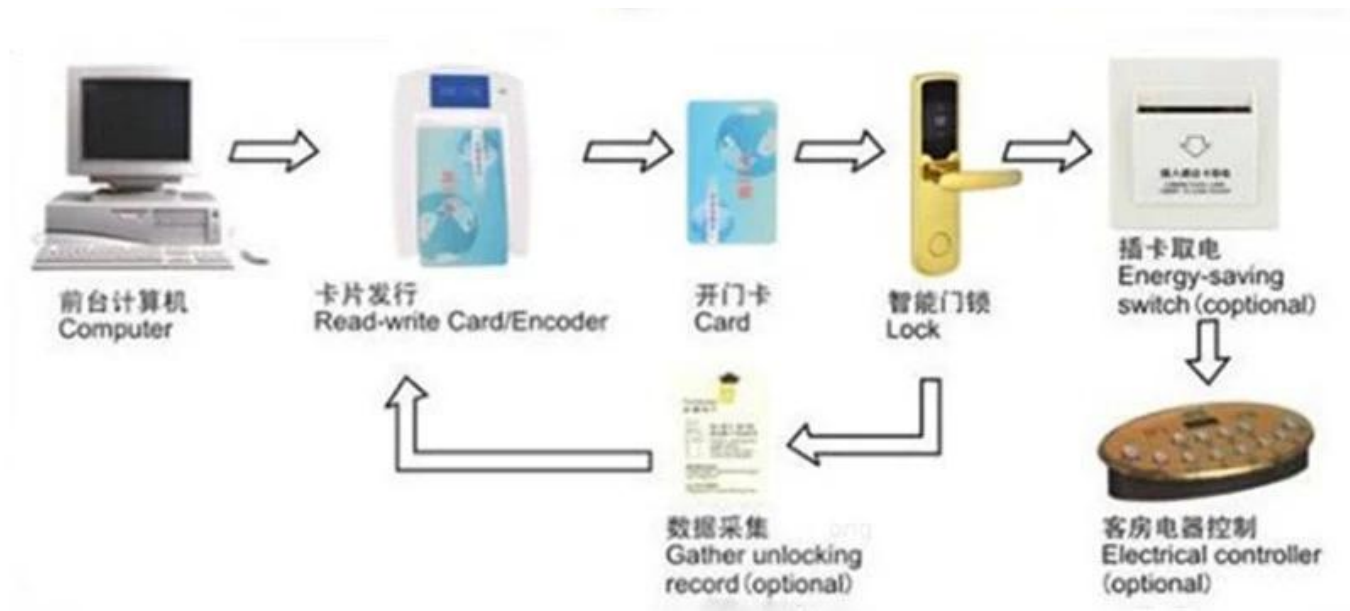 前台计算机
Computer
卡片发行
Read-write Card/Encoder
开门卡
Card
智能门锁
Lock
插卡取电
Energy-saving
switch(coptional)
数据采集
Gather unlocking
record(optional)
客房电器控制
Electrical controller
(optional)
png